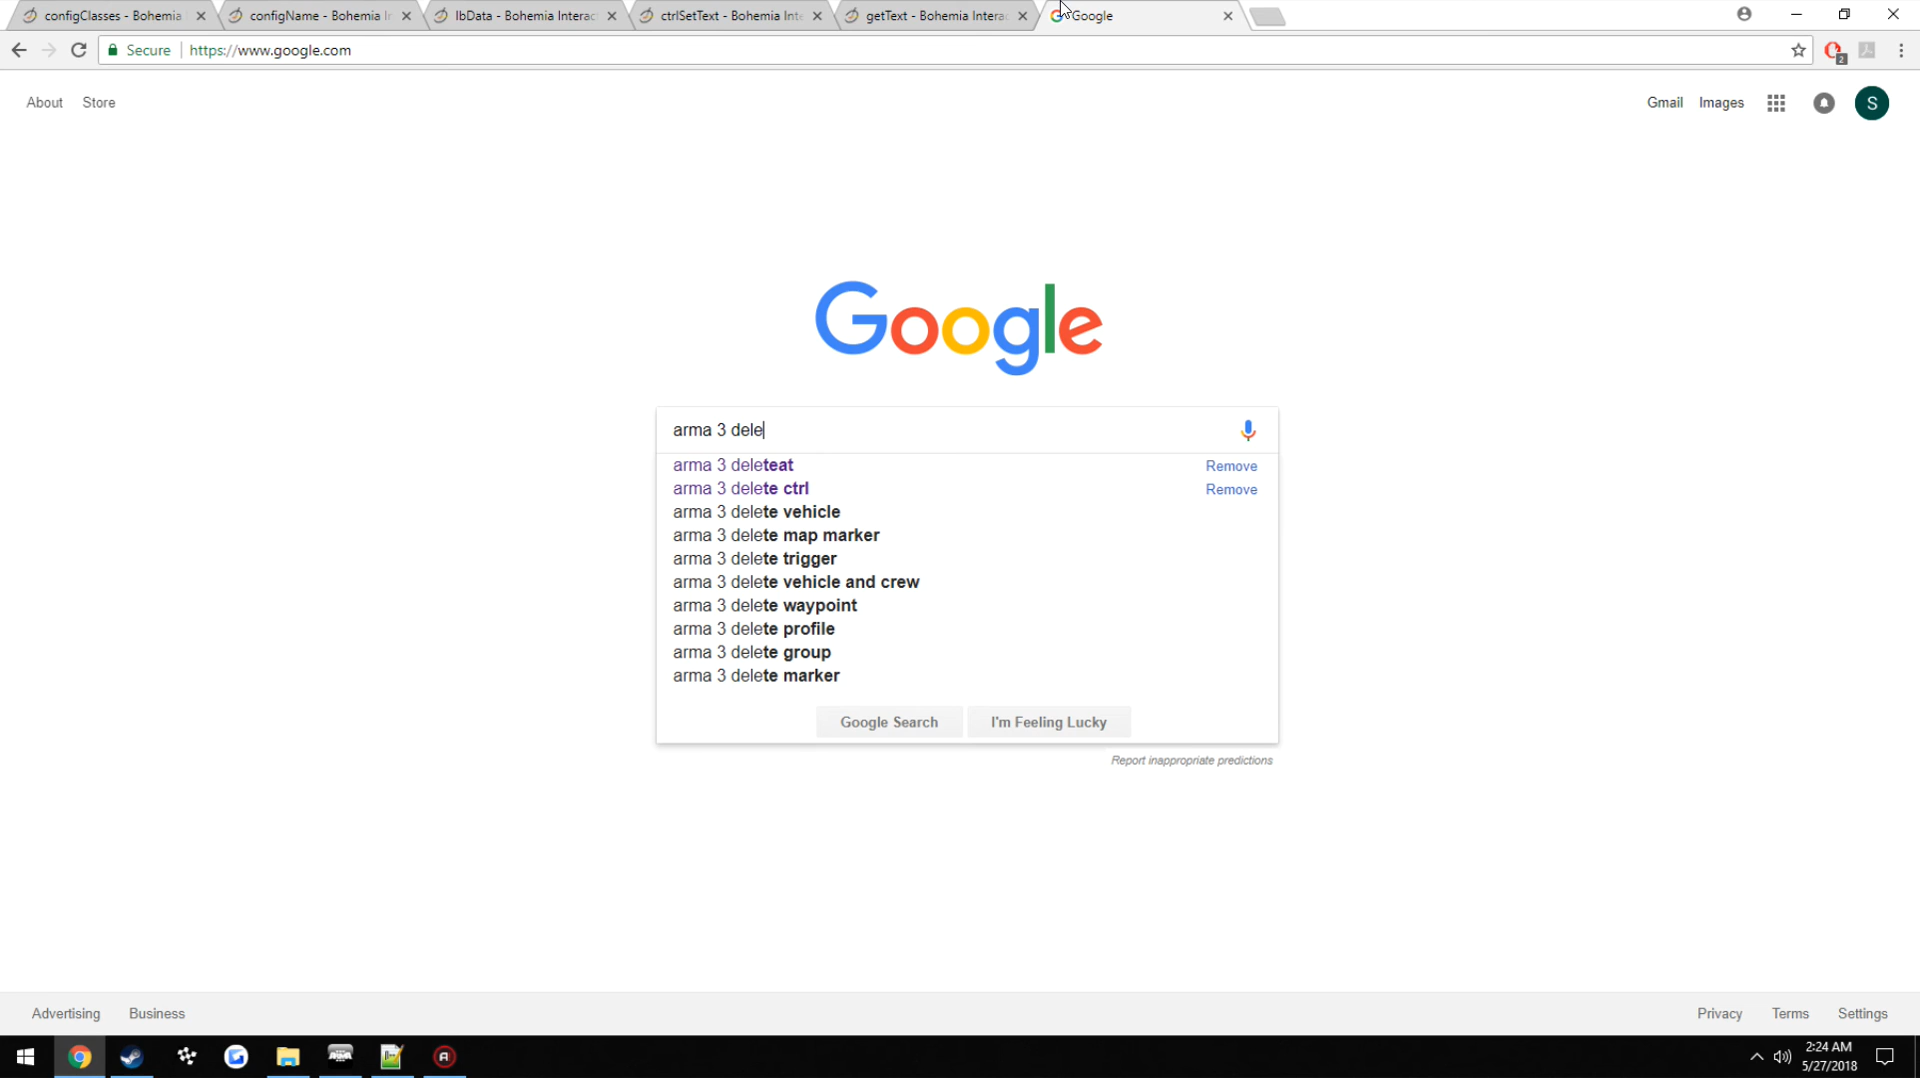 configClasses - Bohemia
configName - Bohemia I
lbData - Bohemia Interac
ctrlSetText - Bohemia Inte
getText - Bohemia Intera
Google
Secure
https://www.google.com
2
About
Store
Gmail
Images
S
Google
arma 3 dele
arma 3 deleteat
Remove
arma 3 delete ctrl
Remove
arma 3 delete vehicle
arma 3 delete map marker
arma 3 delete trigger
arma 3 delete vehicle and crew
arma 3 delete waypoint
arma 3 delete profile
arma 3 delete group
arma 3 delete marker
Google Search
I'm Feeling Lucky
Report inappropriate predictions
Advertising
Business
Privacy
Terms
Settings
2:24 AM
5/27/2018